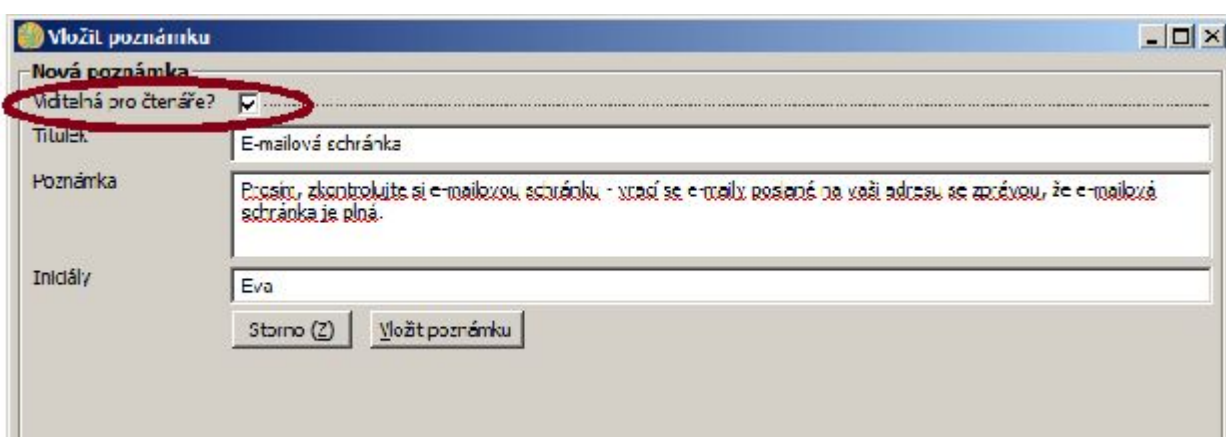 Vložit poznámku
Nová poznámka
Viditelná pro čtenáře?
Titulek
E-mailová schránka
Poznámka
Prosím, zkontrolujte si e-mailovou schránku - vrací se e-maily poslané na vaši adresu se zprávou, že e-mailová
schránka je plná.
Iniciály
Eva
Storno (Z) Vložit poznámku